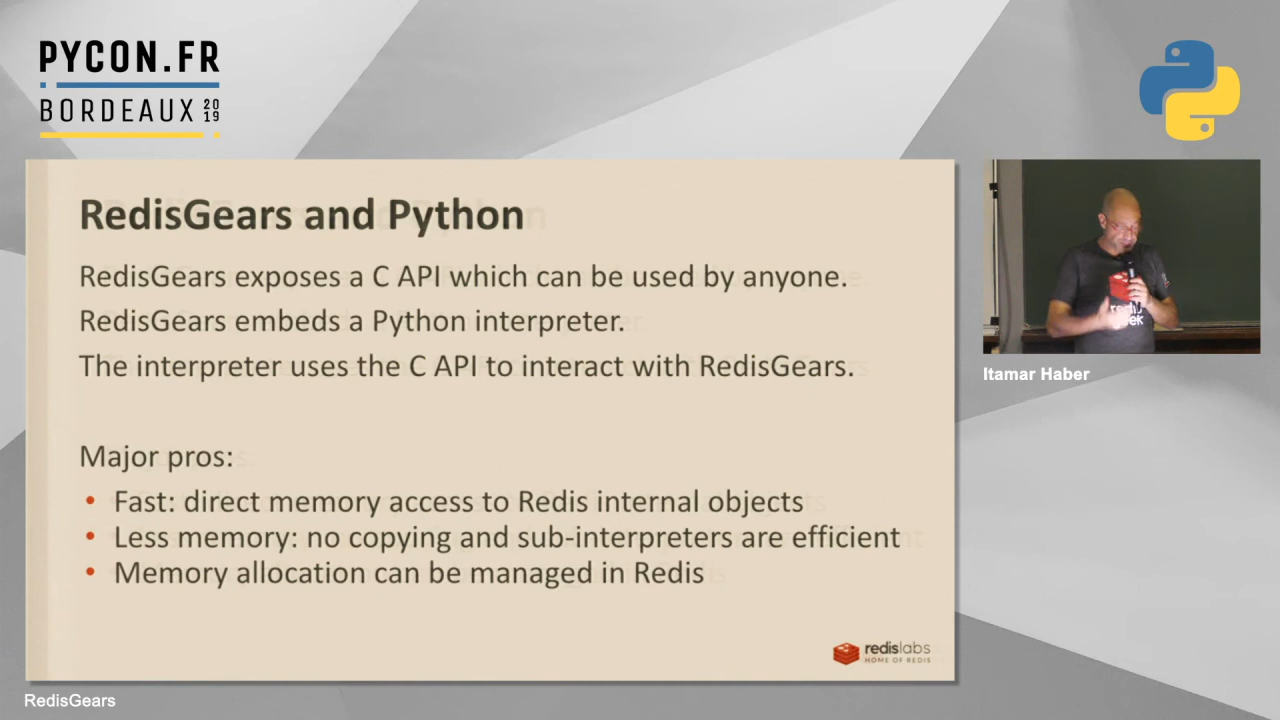 PYCON.FR
BORDEAUX 2019
RedisGears and Python
RedisGears exposes a C API which can be used by anyone.
RedisGears embeds a Python interpreter.
The interpreter uses the C API to interact with RedisGears.
Major pros:
• Fast: direct memory access to Redis internal objects
• Less memory: no copying and sub-interpreters are efficient
• Memory allocation can be managed in Redis
redislabs
HOME OF REDIS
Itamar Haber
RedisGears